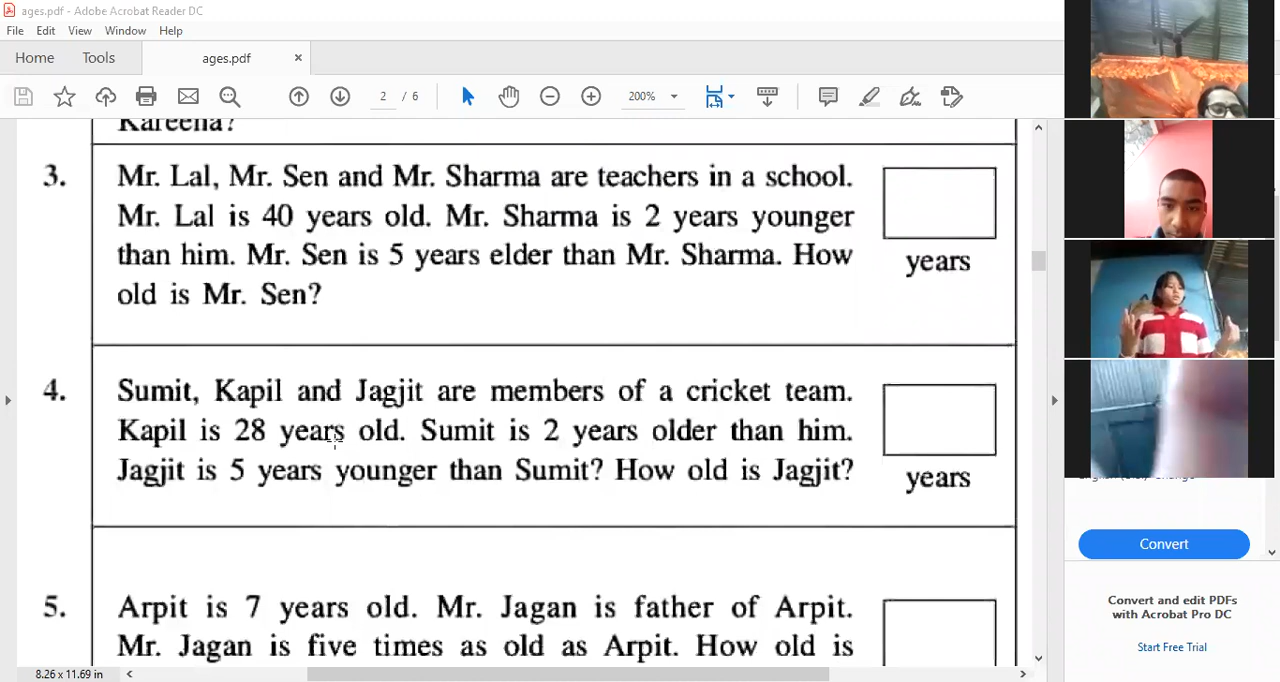 ages.pdf - Adobe Acrobat Reader DC
File Edit View Window Help
Home Tools ages.pdf ×
2 / 6 200%
Kareena?
3. Mr. Lal, Mr. Sen and Mr. Sharma are teachers in a school.
Mr. Lal is 40 years old. Mr. Sharma is 2 years younger
than him. Mr. Sen is 5 years elder than Mr. Sharma. How
old is Mr. Sen?
years
4. Sumit, Kapil and Jagjit are members of a cricket team.
Kapil is 28 years old. Sumit is 2 years older than him.
Jagjit is 5 years younger than Sumit? How old is Jagjit?
years
5. Arpit is 7 years old. Mr. Jagan is father of Arpit.
Mr. Jagan is five times as old as Arpit. How old is
8.26 x 11.69 in
Convert
Convert and edit PDFs
with Acrobat Pro DC
Start Free Trial